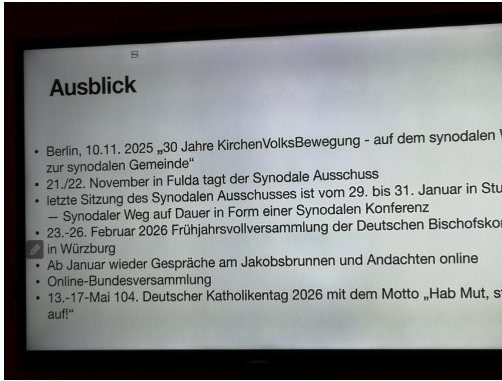 Ausblick
• Berlin, 10.11. 2025 „30 Jahre KirchenVolksBewegung - auf dem synodalen
zur synodalen Gemeinde“
• 21./22. November in Fulda tagt der Synodale Ausschuss
• letzte Sitzung des Synodalen Ausschusses ist vom 29. bis 31. Januar in
— Synodaler Weg auf Dauer in Form einer Synodalen Konferenz
• 23.-26. Februar 2026 Frühjahrsvollversammlung der Deutschen
in Würzburg
• Ab Januar wieder Gespräche am Jakobsbrunnen und Andachten online
• Online-Bundesversammlung
• 13.-17-Mai 104. Deutscher Katholikentag 2026 mit dem Motto „Hab Mut,
auf!“